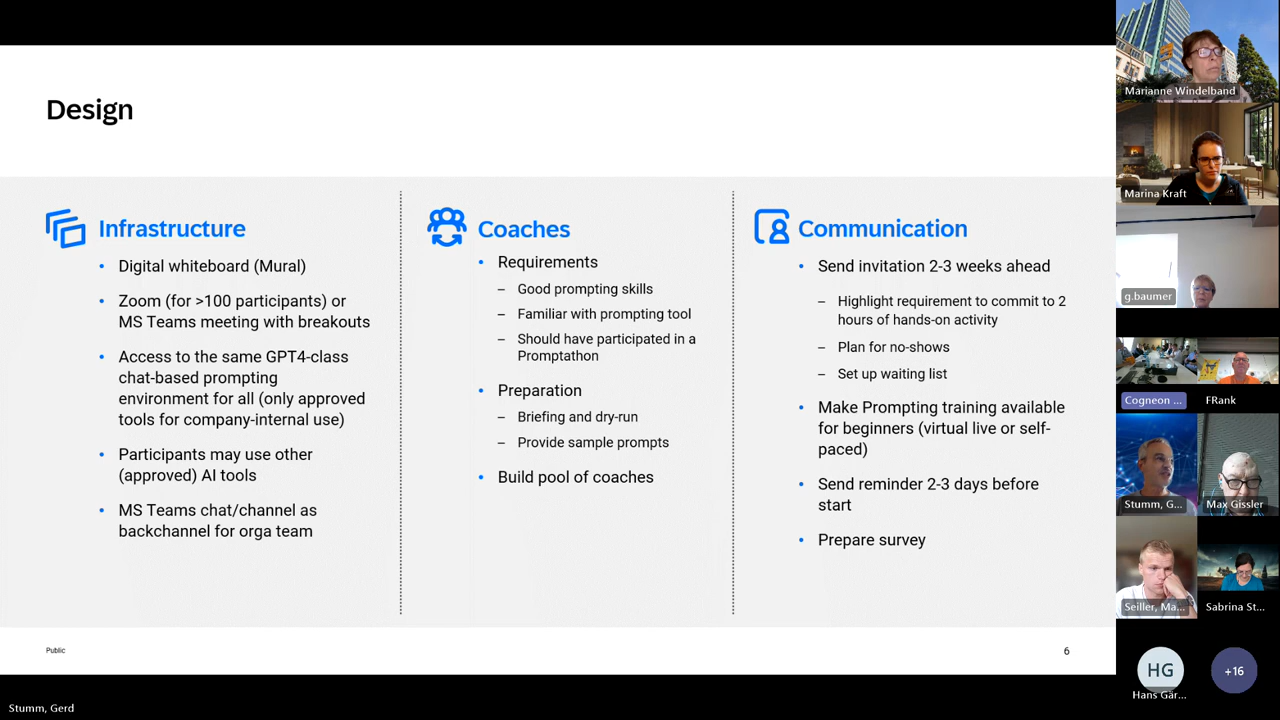 Design
Infrastructure
• Digital whiteboard (Mural)
• Zoom (for >100 participants) or
MS Teams meeting with breakouts
• Access to the same GPT4-class
chat-based prompting
environment for all (only approved
tools for company-internal use)
• Participants may use other
(approved) AI tools
• MS Teams chat/channel as
backchannel for orga team
Coaches
• Requirements
– Good prompting skills
– Familiar with prompting tool
– Should have participated in a
Promptathon
• Preparation
– Briefing and dry-run
– Provide sample prompts
• Build pool of coaches
Communication
• Send invitation 2-3 weeks ahead
– Highlight requirement to commit to 2
hours of hands-on activity
– Plan for no-shows
– Set up waiting list
• Make Prompting training available
for beginners (virtual live or self-
paced)
• Send reminder 2-3 days before
start
• Prepare survey
Public
6
Stumm, Gerd
Marianne Windelband
Marina Kraft
g.baumer
Cogneon ...
FRank
Stumm, G...
Max Gissler
Seiller, Ma...
Sabrina St...
HG
Hans Gär...
+16